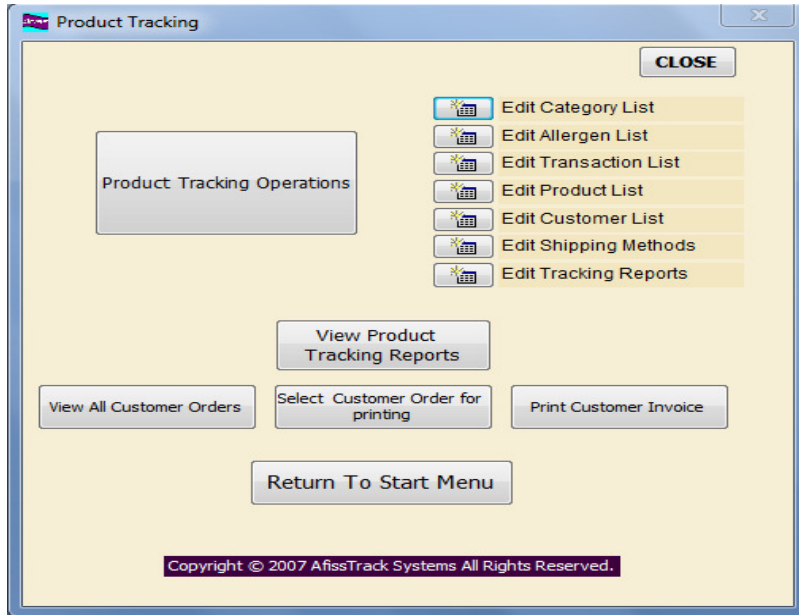 Product Tracking
CLOSE
Edit Category List
Edit Allergen List
Edit Transaction List
Product Tracking Operations
Edit Product List
Edit Customer List
Edit Shipping Methods
Edit Tracking Reports
View Product
Tracking Reports
View All Customer Orders
Select Customer Order for
printing
Print Customer Invoice
Return To Start Menu
Copyright © 2007 AfissTrack Systems All Rights Reserved.